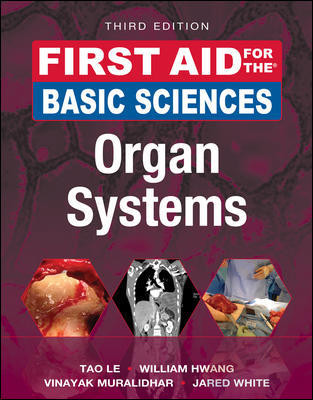 THIRD EDITION
FIRST AID FOR THE®
BASIC SCIENCES
Organ
Systems
TAO LE • WILLIAM HWANG
VINAYAK MURALIDHAR • JARED WHITE